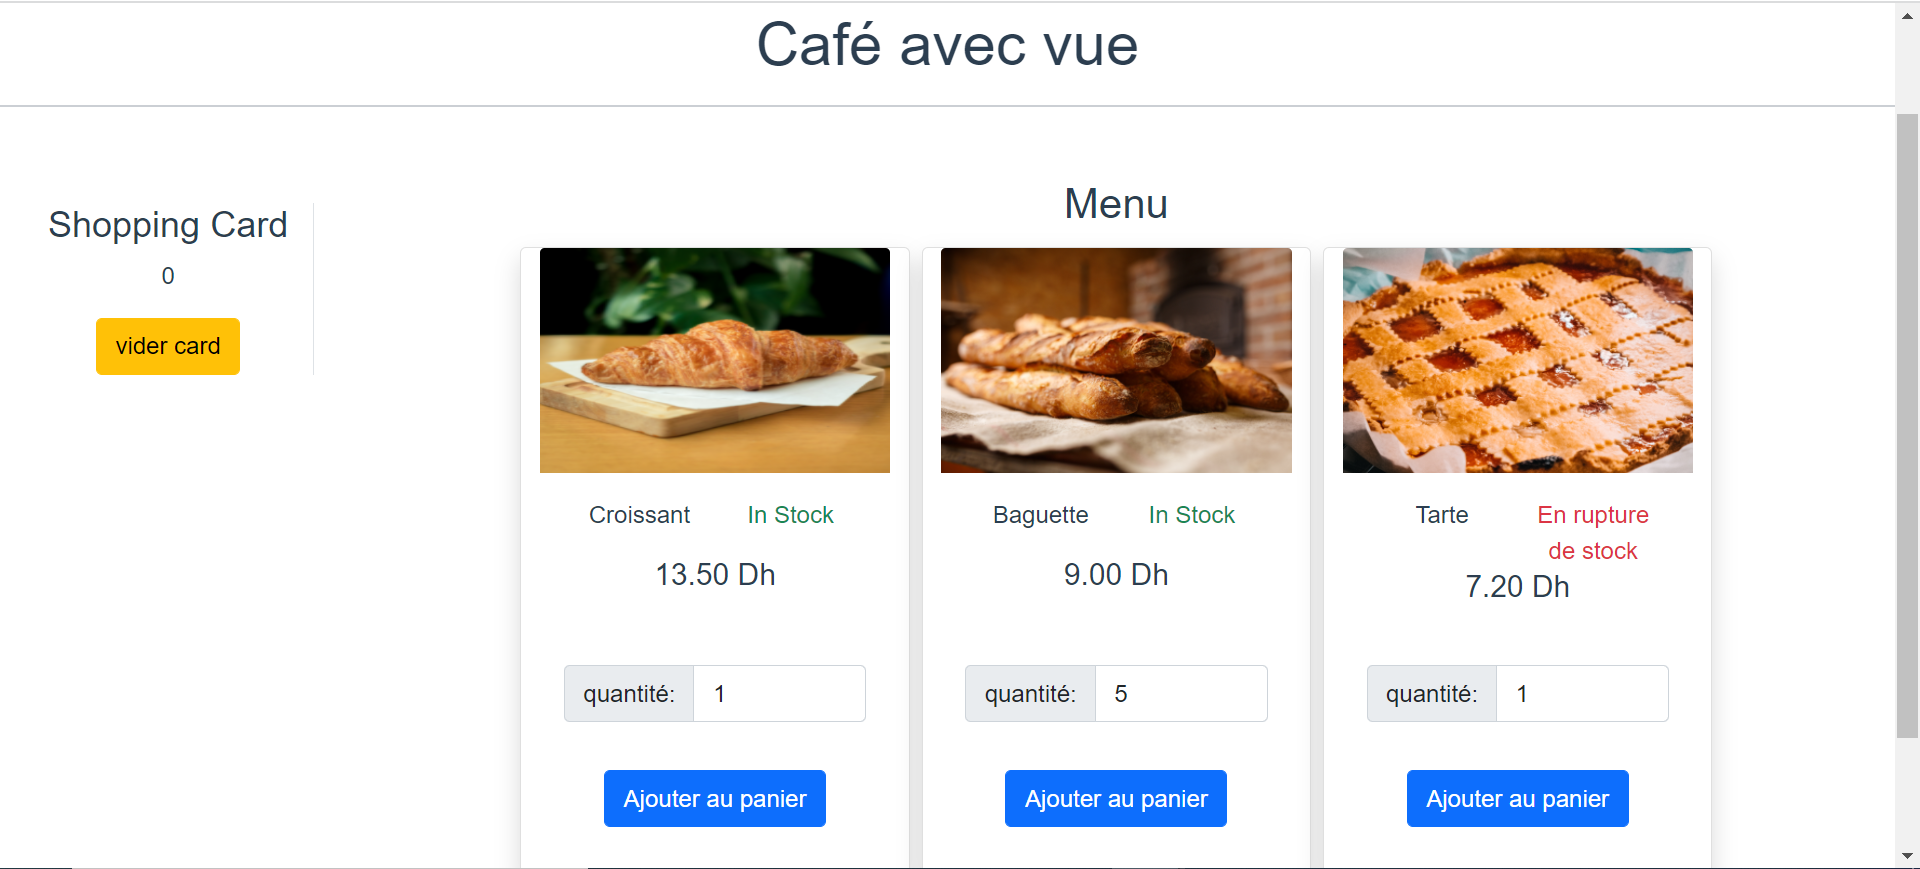 Café avec vue
Shopping Card
0
vider card
Menu
Croissant In Stock
13.50 Dh
quantité: 1
Ajouter au panier
Baguette In Stock
9.00 Dh
quantité: 5
Ajouter au panier
Tarte En rupture
de stock
7.20 Dh
quantité: 1
Ajouter au panier